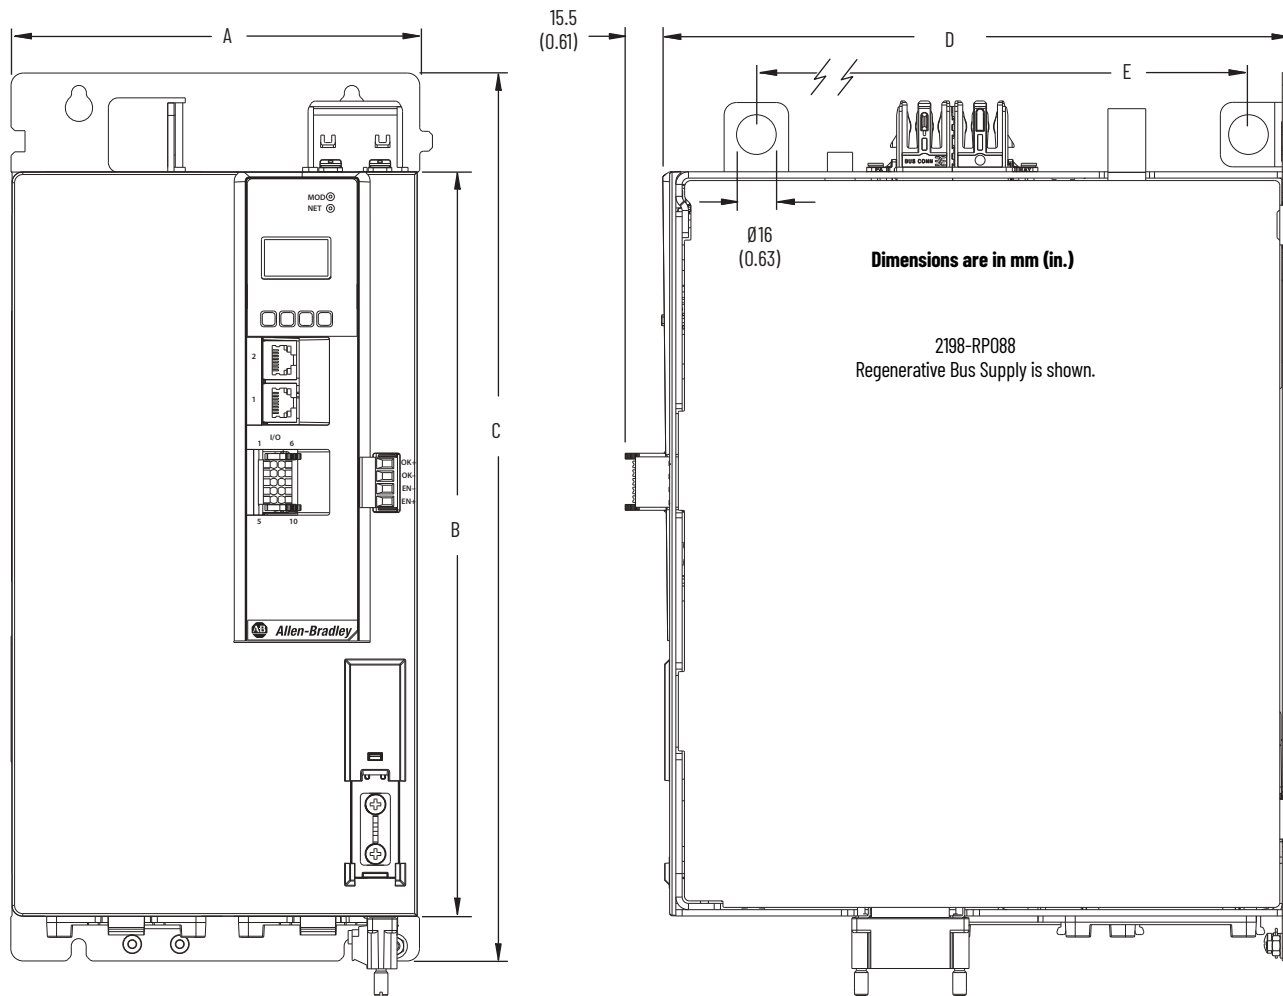 A
15.5
(0.61)
D
E
BUS COMM
MOD
NET
Ø16
(0.63)
Dimensions are in mm (in.)
2198-RP088
Regenerative Bus Supply is shown.
2
1
C
I/O
1 6
OK+
OK-
EN-
EN+
5 10
B
AB Allen-Bradley